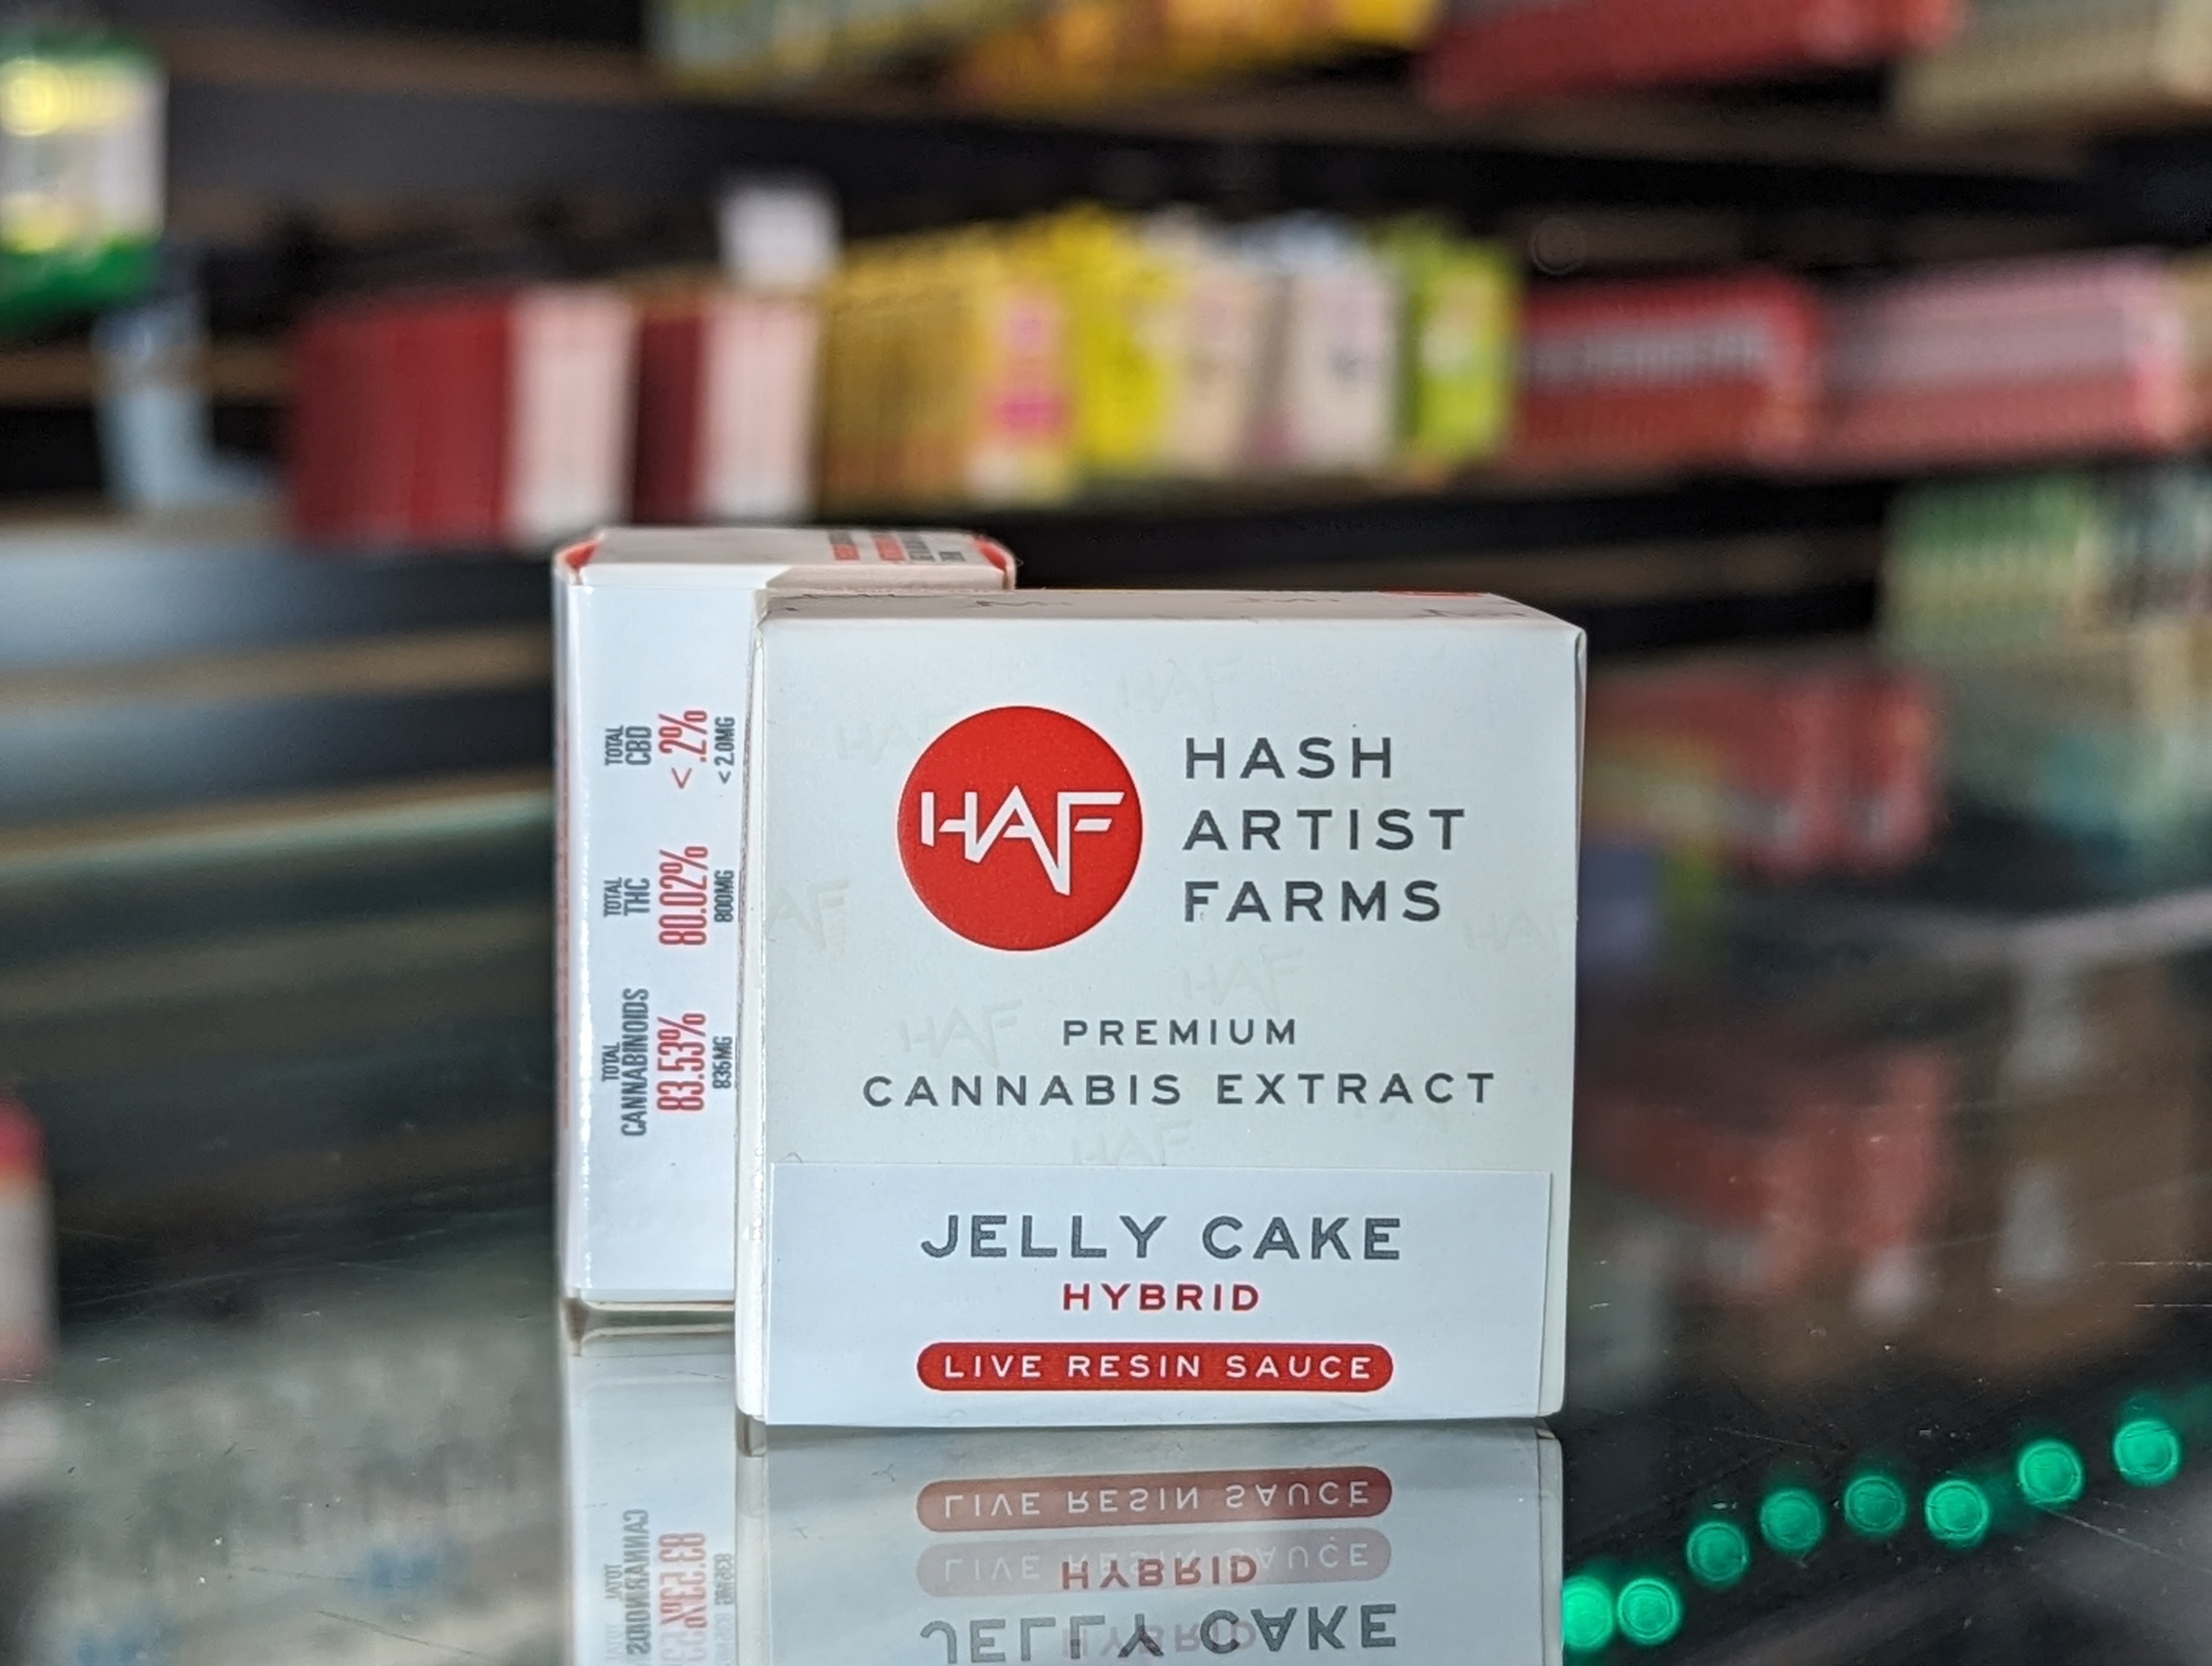 HAF
HASH
ARTIST
FARMS
PREMIUM
CANNABIS EXTRACT
JELLY CAKE
HYBRID
LIVE RESIN SAUCE
TOTAL
CANNABINOIDS
83.53%
835MG
TOTAL
THC
80.02%
800MG
TOTAL
CBD
< .2%
< 2.0MG